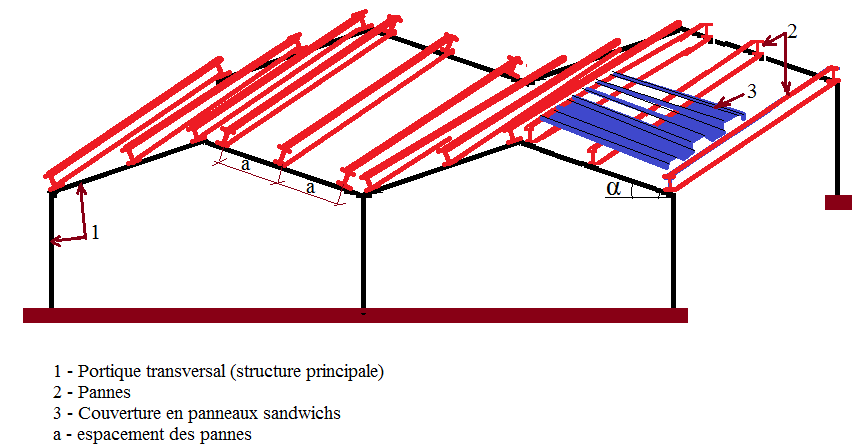 2
3
a
a
α
1
1 - Portique transversal (structure principale)
2 - Pannes
3 - Couverture en panneaux sandwichs
a - espacement des pannes